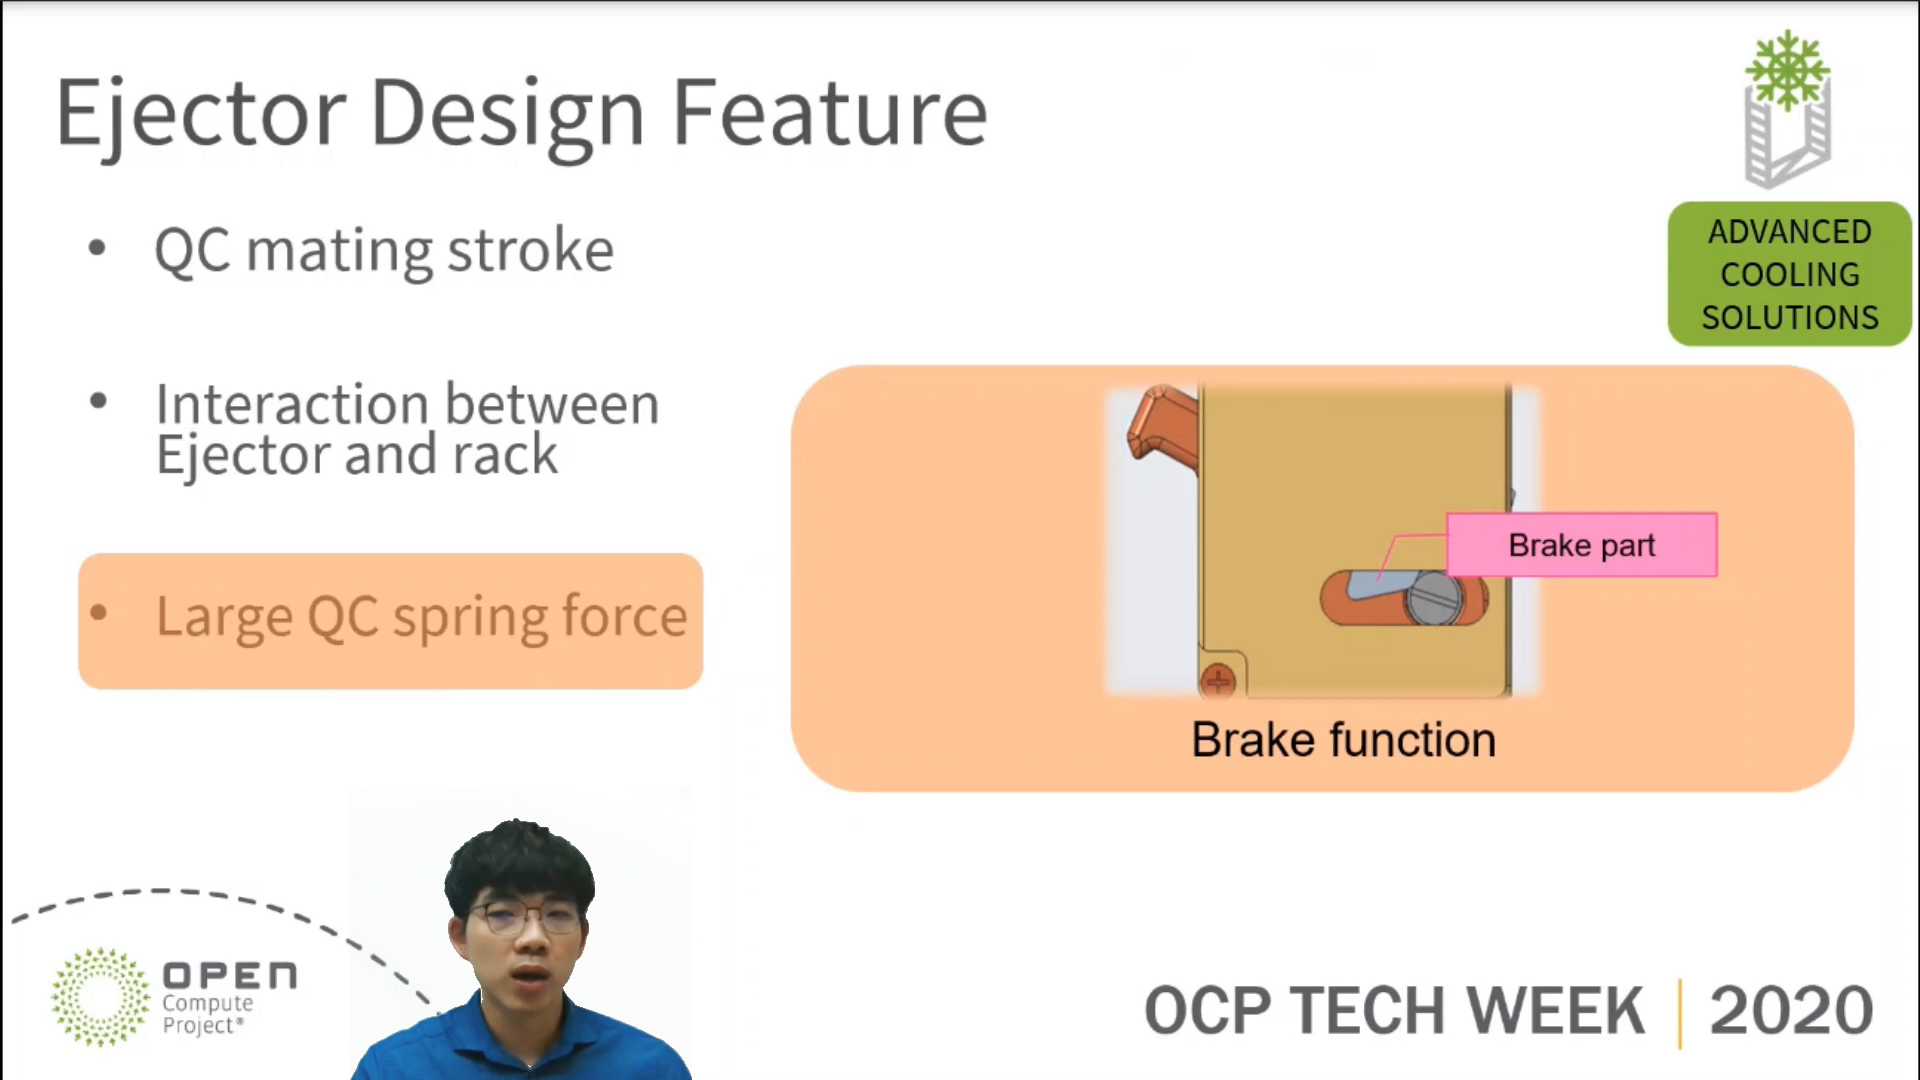 Ejector Design Feature
ADVANCED
COOLING
SOLUTIONS
• QC mating stroke
• Interaction between
Ejector and rack
• Large QC spring force
Brake part
Brake function
OPEN
Compute
Project®
OCP TECH WEEK | 2020